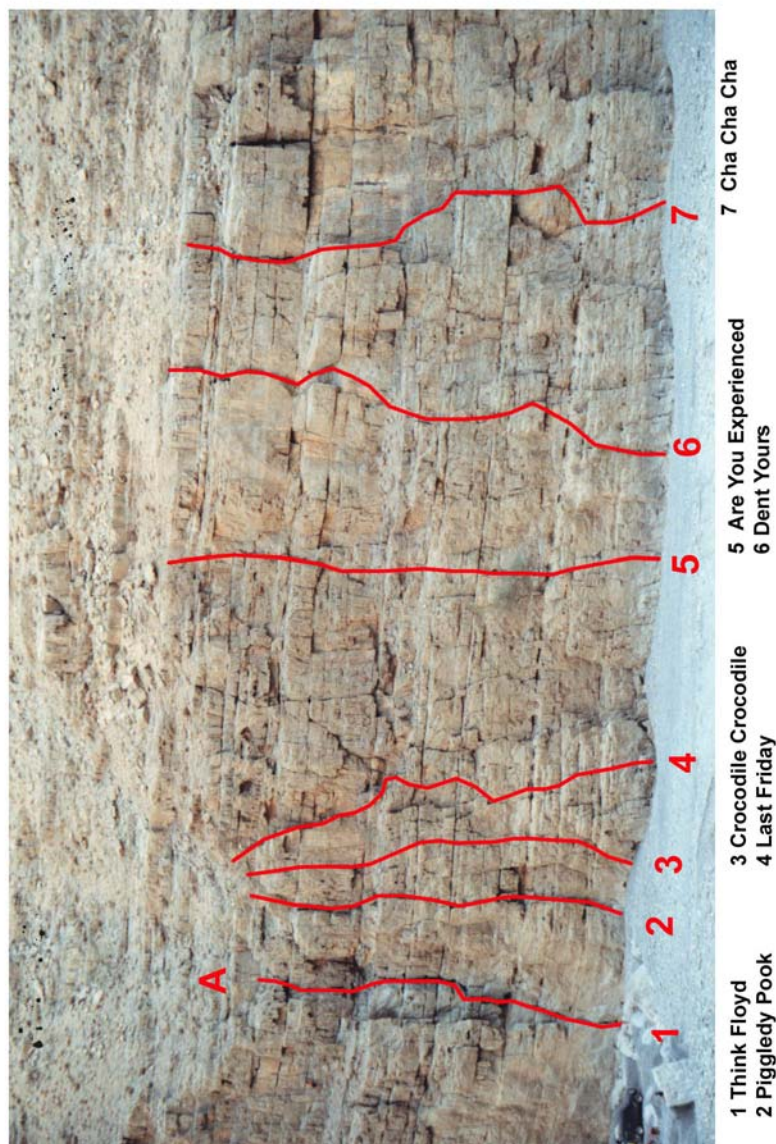 A
1
2
3
4
5
6
7
1 Think Floyd
2 Piggledy Pook
3 Crocodile Crocodile
4 Last Friday
5 Are You Experienced
6 Dent Yours
7 Cha Cha Cha